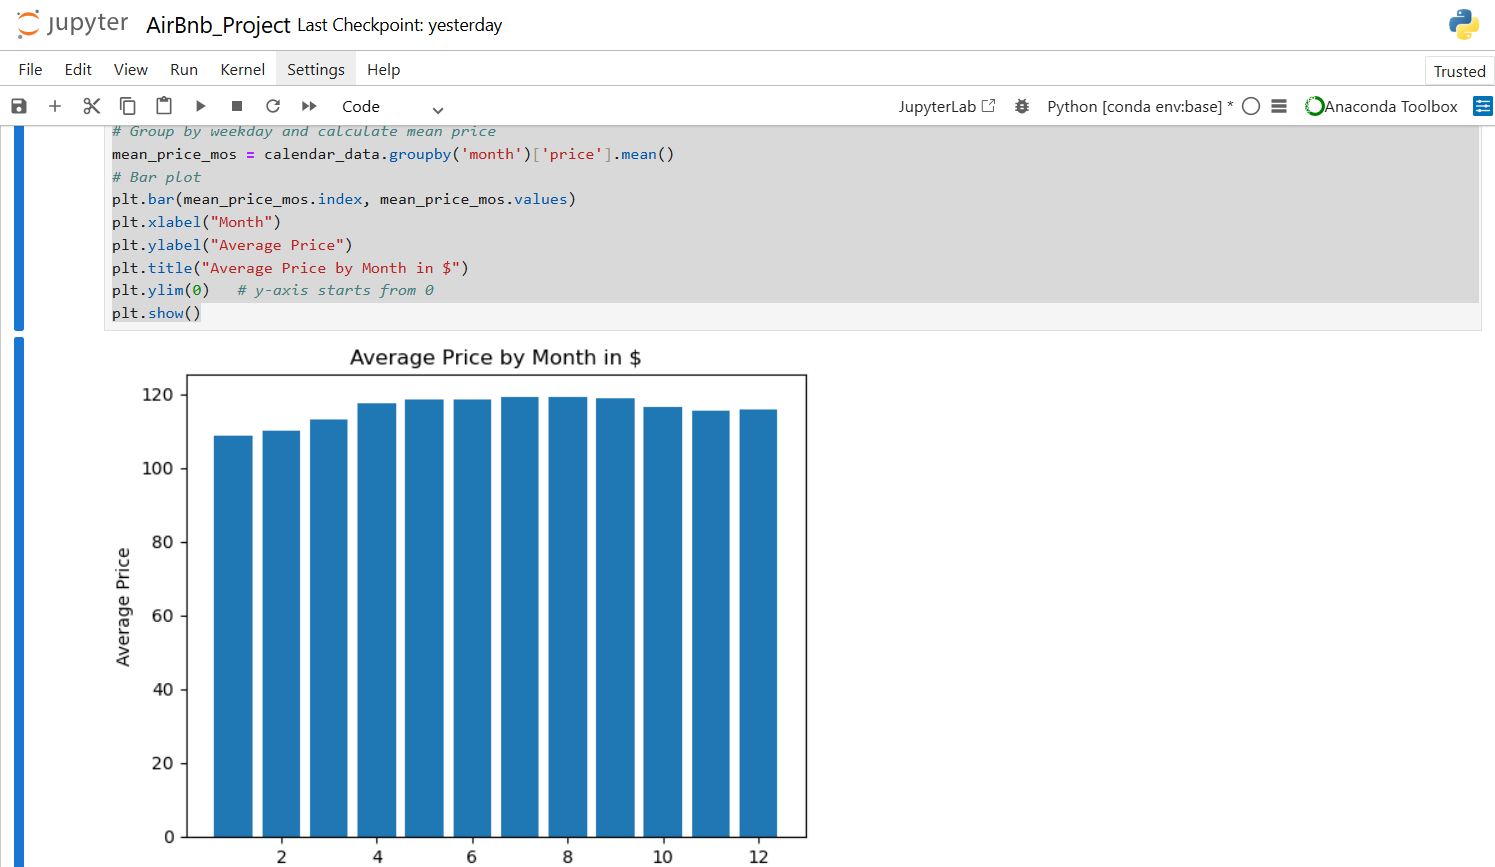 jupyter AirBnb_Project Last Checkpoint: yesterday
File Edit View Run Kernel Settings Help Trusted
Code JupyterLab Python [conda env:base] * Anaconda Toolbox
# Group by weekday and calculate mean price
mean_price_mos = calendar_data.groupby('month')['price'].mean()
# Bar plot
plt.bar(mean_price_mos.index, mean_price_mos.values)
plt.xlabel("Month")
plt.ylabel("Average Price")
plt.title("Average Price by Month in $")
plt.ylim(0)   # y-axis starts from 0
plt.show()
Average Price by Month in $
120
100
80
60
40
20
0
Average Price
2 4 6 8 10 12